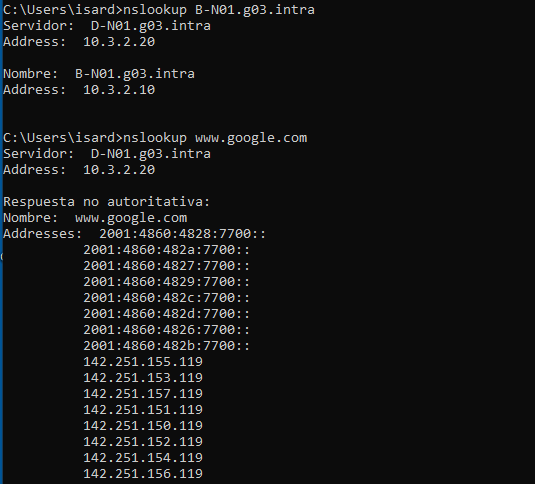 C:\Users\isard>nslookup B-N01.g03.intra
Servidor:  D-N01.g03.intra
Address:  10.3.2.20
Nombre:  B-N01.g03.intra
Address:  10.3.2.10
C:\Users\isard>nslookup www.google.com
Servidor:  D-N01.g03.intra
Address:  10.3.2.20
Respuesta no autoritativa:
Nombre:  www.google.com
Addresses:  2001:4860:4828:7700::
2001:4860:482a:7700::
2001:4860:4827:7700::
2001:4860:4829:7700::
2001:4860:482c:7700::
2001:4860:482d:7700::
2001:4860:4826:7700::
2001:4860:482b:7700::
142.251.155.119
142.251.153.119
142.251.157.119
142.251.151.119
142.251.150.119
142.251.152.119
142.251.154.119
142.251.156.119